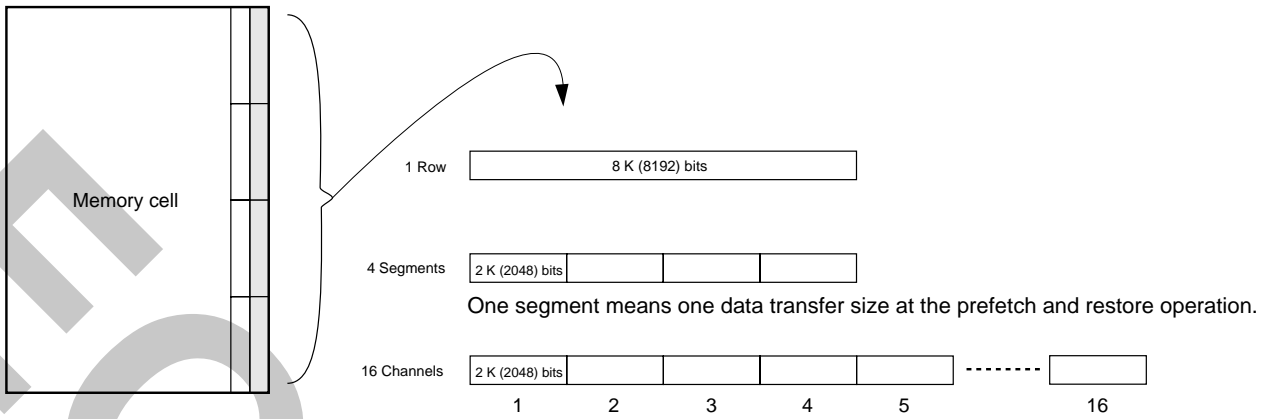 Memory cell
1 Row
8 K (8192) bits
4 Segments
2 K (2048) bits
One segment means one data transfer size at the prefetch and restore operation.
16 Channels
2 K (2048) bits
1 2 3 4 5 16